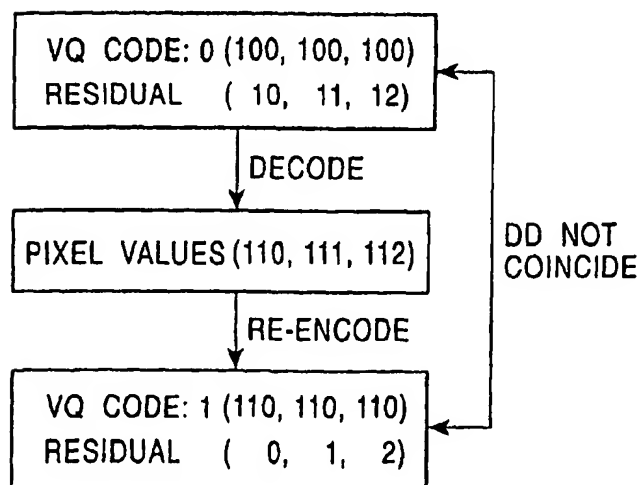 VQ CODE: 0 (100, 100, 100)
RESIDUAL ( 10, 11, 12)
DECODE
PIXEL VALUES (110, 111, 112)
DD NOT
COINCIDE
RE-ENCODE
VQ CODE: 1 (110, 110, 110)
RESIDUAL ( 0, 1, 2)